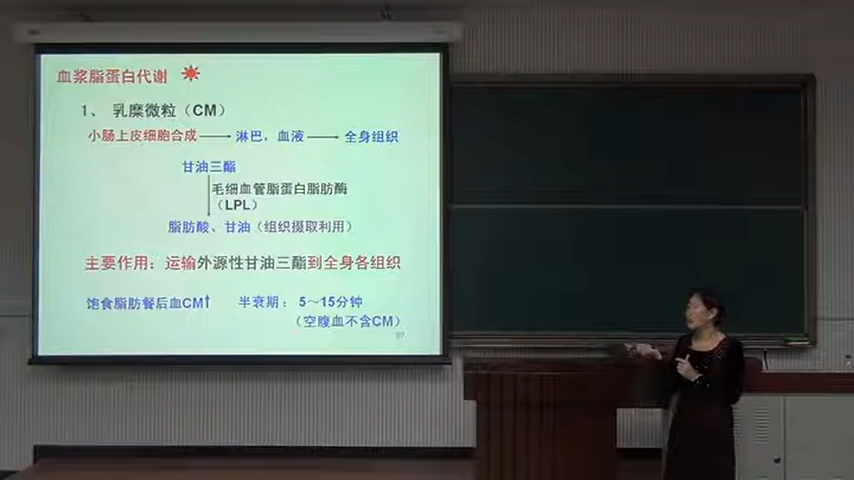 血浆脂蛋白代谢
1、 乳糜微粒（CM）
小肠上皮细胞合成 淋巴，血液 全身组织
甘油三酯
毛细血管脂蛋白脂肪酶
（LPL）
脂肪酸、甘油（组织摄取利用）
主要作用：运输外源性甘油三酯到全身各组织
饱食脂肪餐后血CM↑ 半衰期：5～15分钟
（空腹血不含CM）